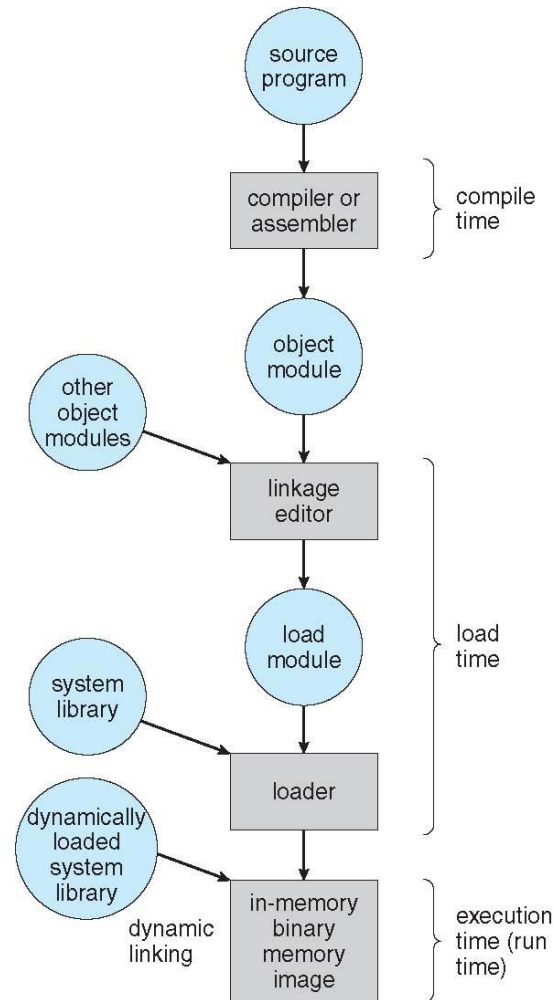 source
program
compiler or
assembler
compile
time
object
module
other
object
modules
linkage
editor
load
module
load
time
system
library
loader
dynamically
loaded
system
library
dynamic
linking
in-memory
binary
memory
image
execution
time (run
time)